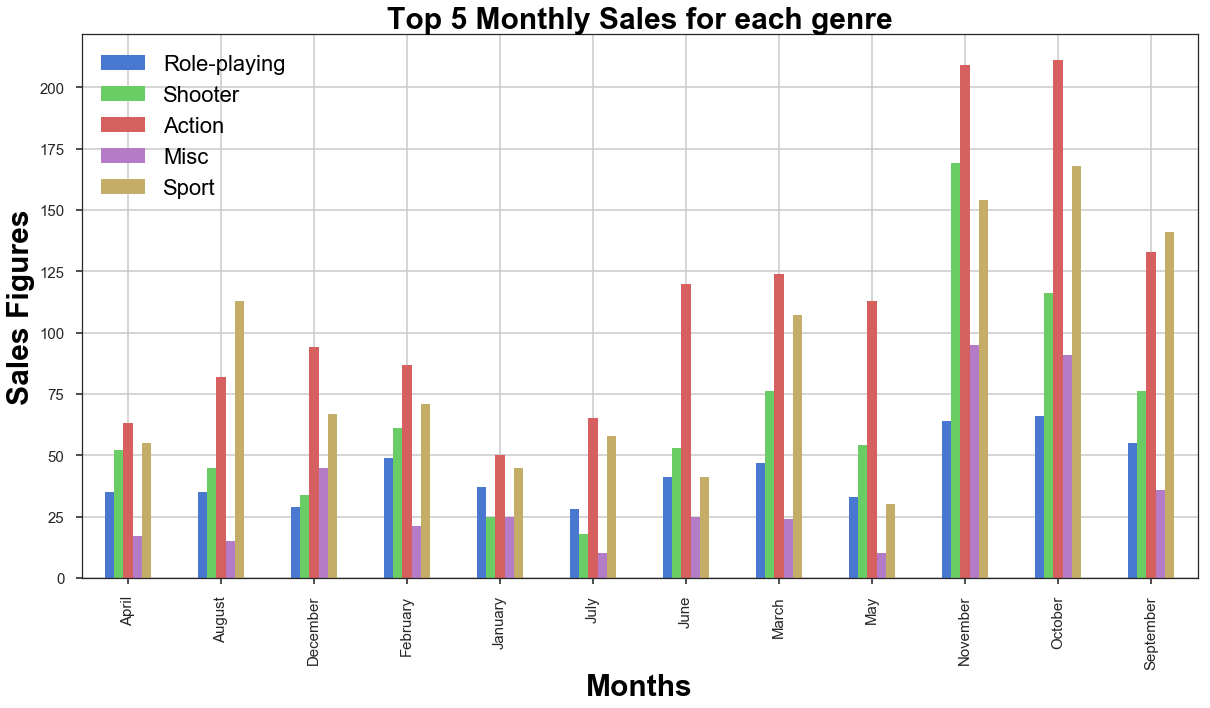 Top 5 Monthly Sales for each genre
Role-playing
Shooter
Action
Misc
Sport
Sales Figures
200
175
150
125
100
75
50
25
0
April
August
December
February
January
July
June
March
May
November
October
September
Months